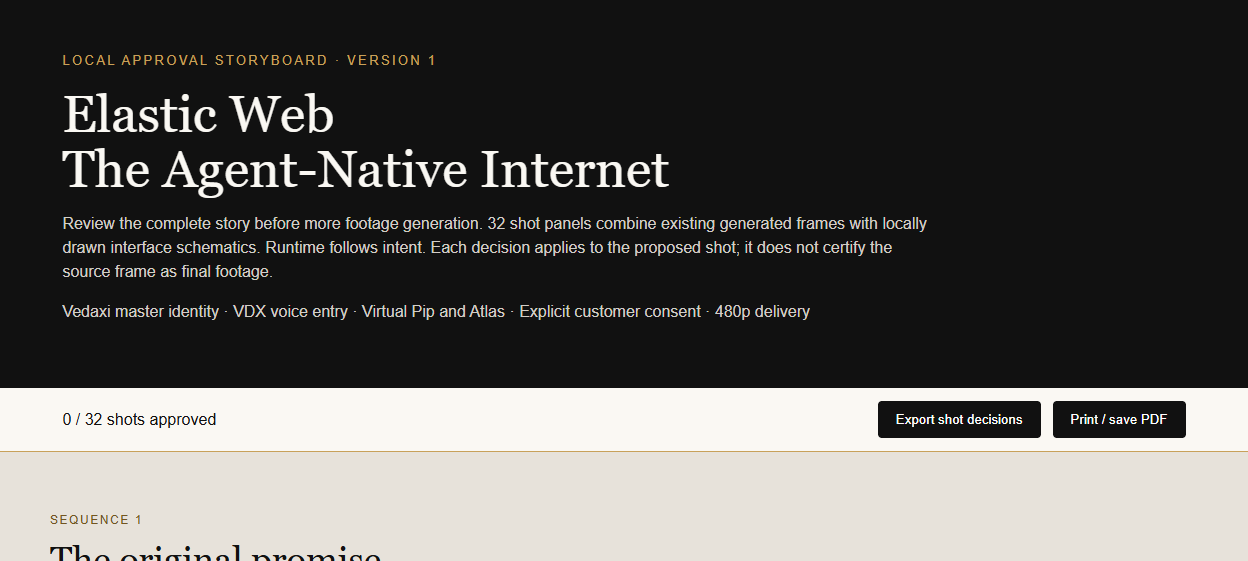 LOCAL APPROVAL STORYBOARD · VERSION 1
Elastic Web
The Agent-Native Internet
Review the complete story before more footage generation. 32 shot panels combine existing generated frames with locally
drawn interface schematics. Runtime follows intent. Each decision applies to the proposed shot; it does not certify the
source frame as final footage.
Vedaxi master identity · VDX voice entry · Virtual Pip and Atlas · Explicit customer consent · 480p delivery
0 / 32 shots approved
Export shot decisions
Print / save PDF
SEQUENCE 1
The original promise